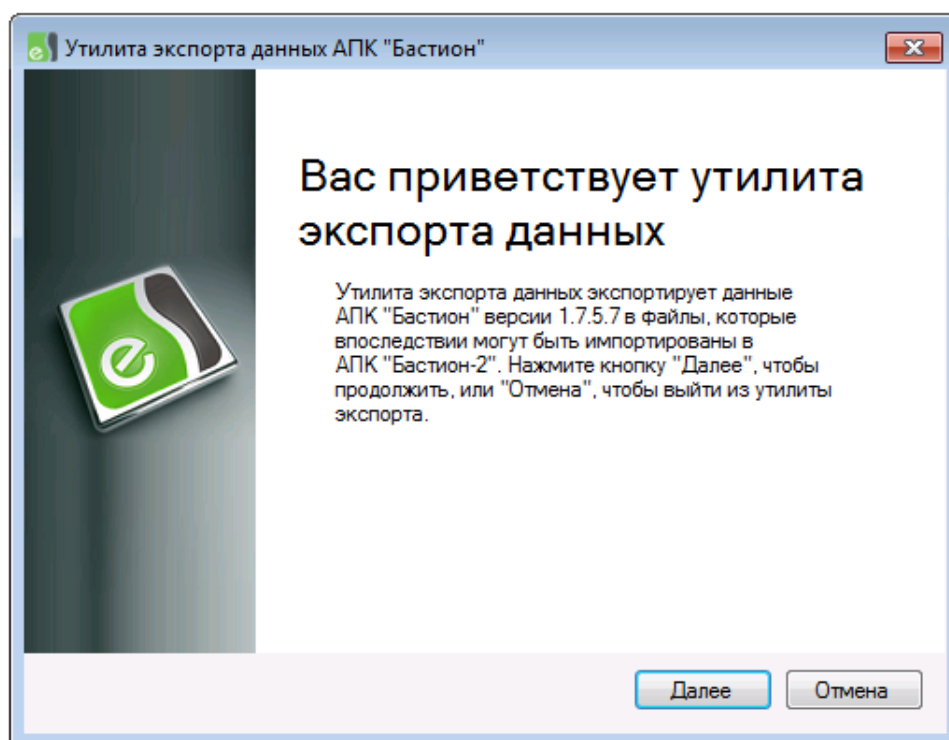 Утилита экспорта данных АПК "Бастион"
Вас приветствует утилита
экспорта данных
Утилита экспорта данных экспортирует данные
АПК "Бастион" версии 1.7.5.7 в файлы, которые
впоследствии могут быть импортированы в
АПК "Бастион-2". Нажмите кнопку "Далее", чтобы
продолжить, или "Отмена", чтобы выйти из утилиты
экспорта.
Далее
Отмена